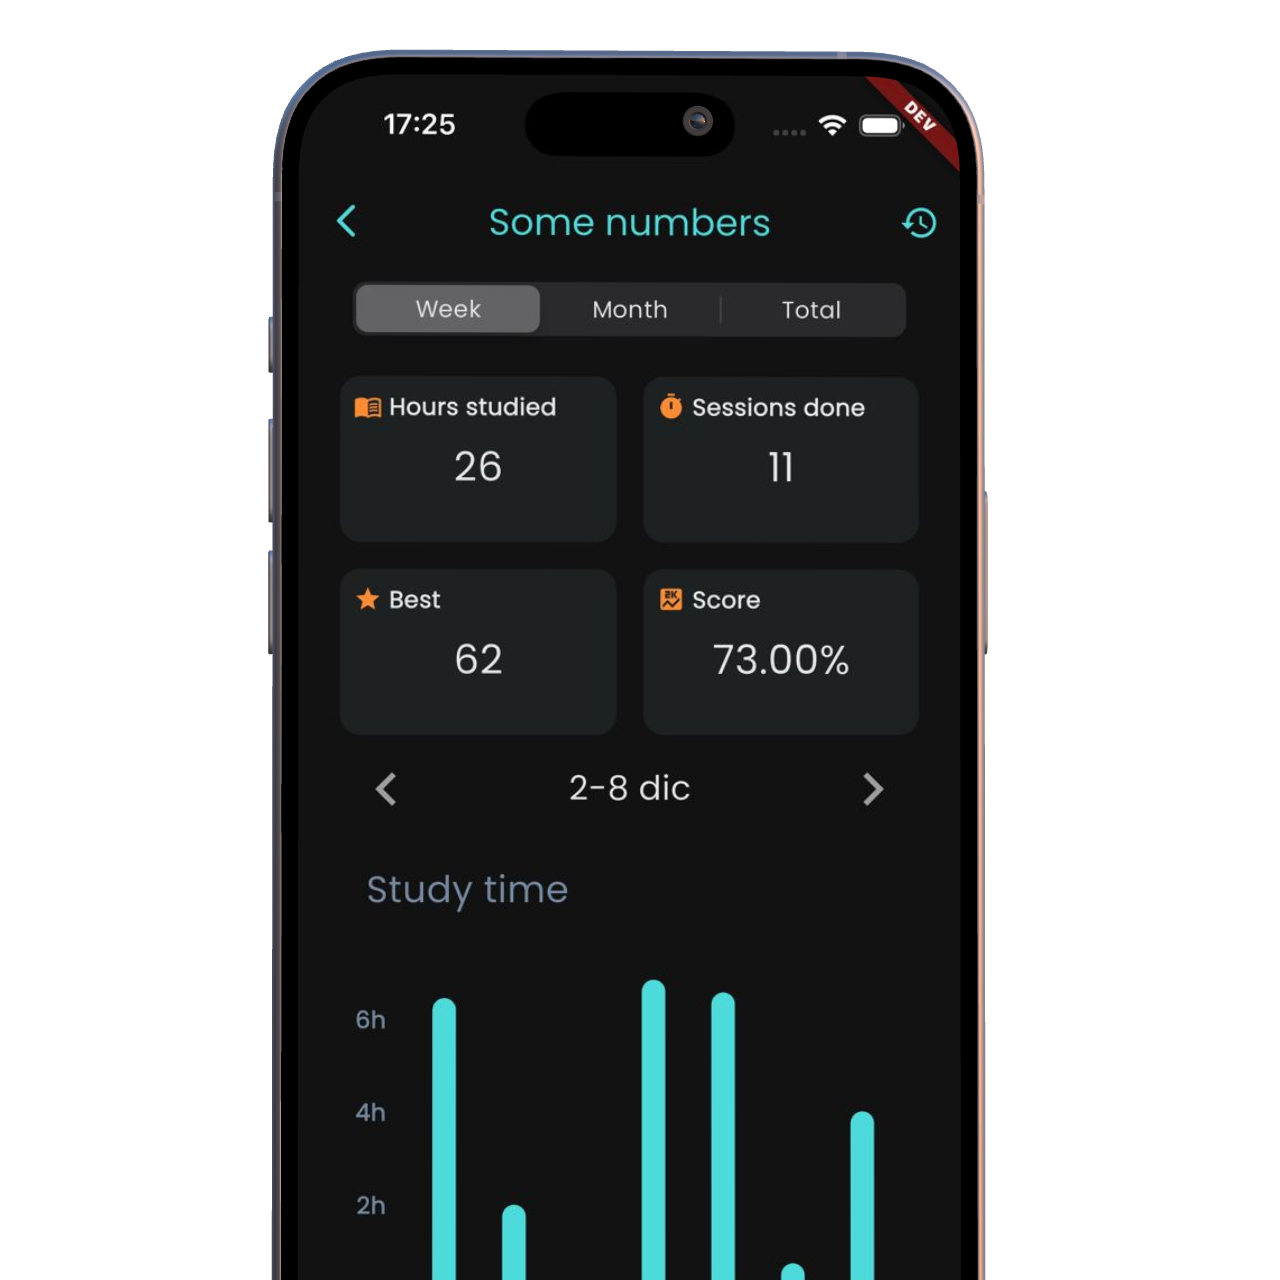 17:25
DEV
Some numbers
Week Month Total
Hours studied Sessions done
26 11
Best Score
62 73.00%
2-8 dic
Study time
6h
4h
2h